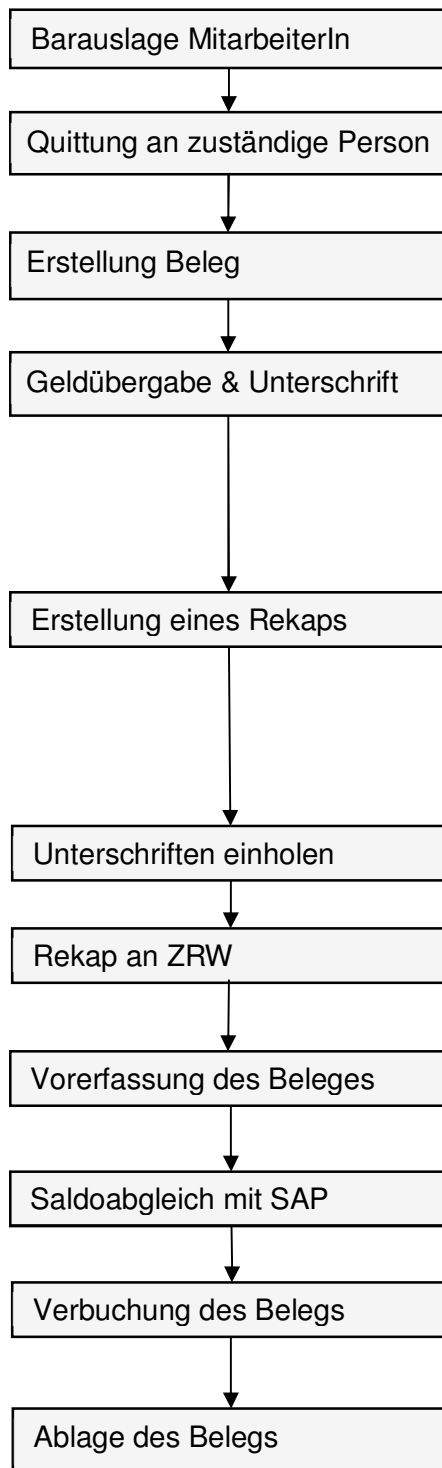 Barauslage MitarbeiterIn
Quittung an zuständige Person
Erstellung Beleg
Geldübergabe & Unterschrift
Erstellung eines Rekaps
Unterschriften einholen
Rekap an ZRW
Vorerfassung des Beleges
Saldoabgleich mit SAP
Verbuchung des Belegs
Ablage des Belegs